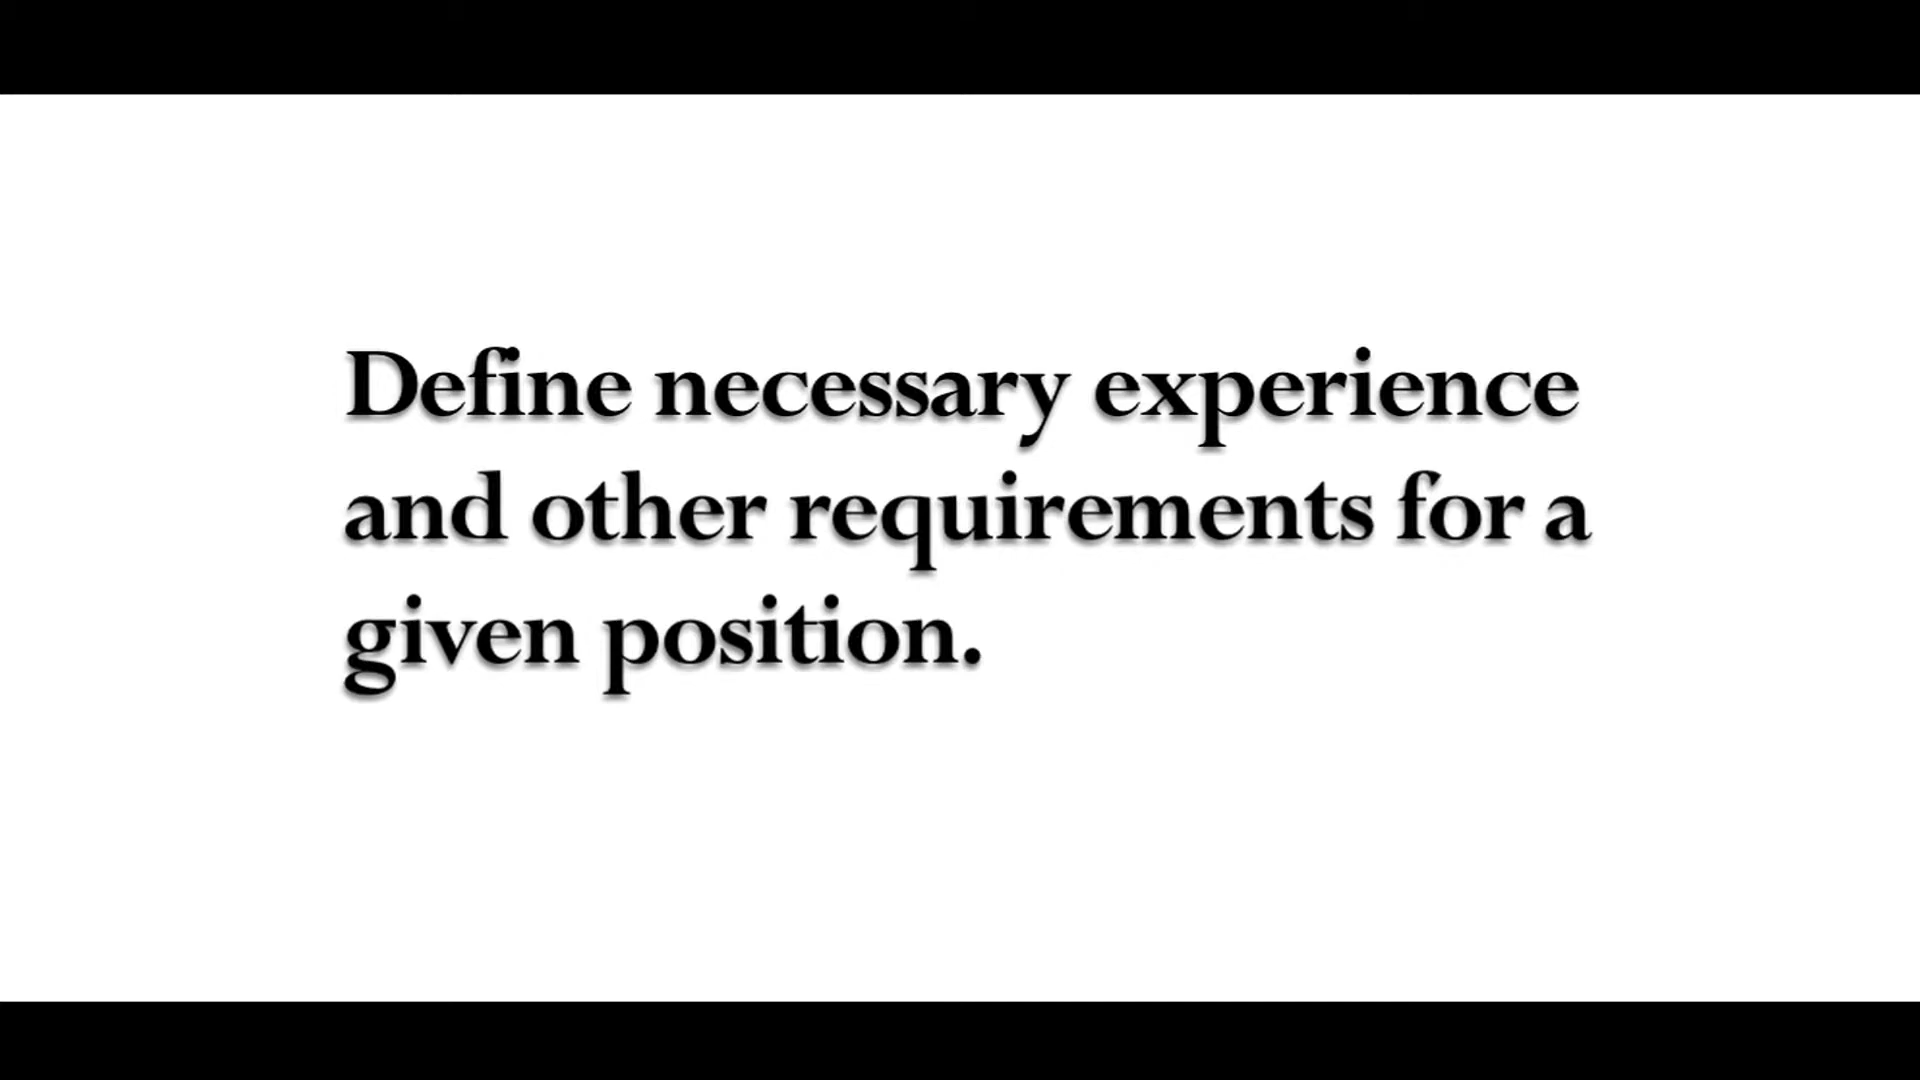 Define necessary experience
and other requirements for a
given position.